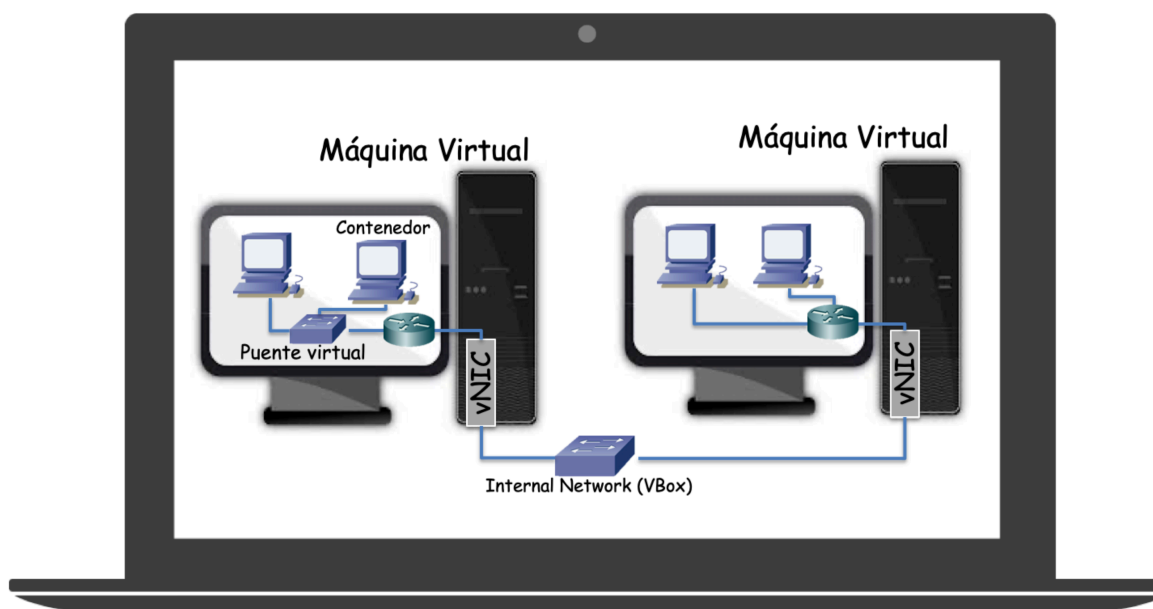 Máquina Virtual
Máquina Virtual
Contenedor
Puente virtual
vNIC
vNIC
Internal Network (VBox)